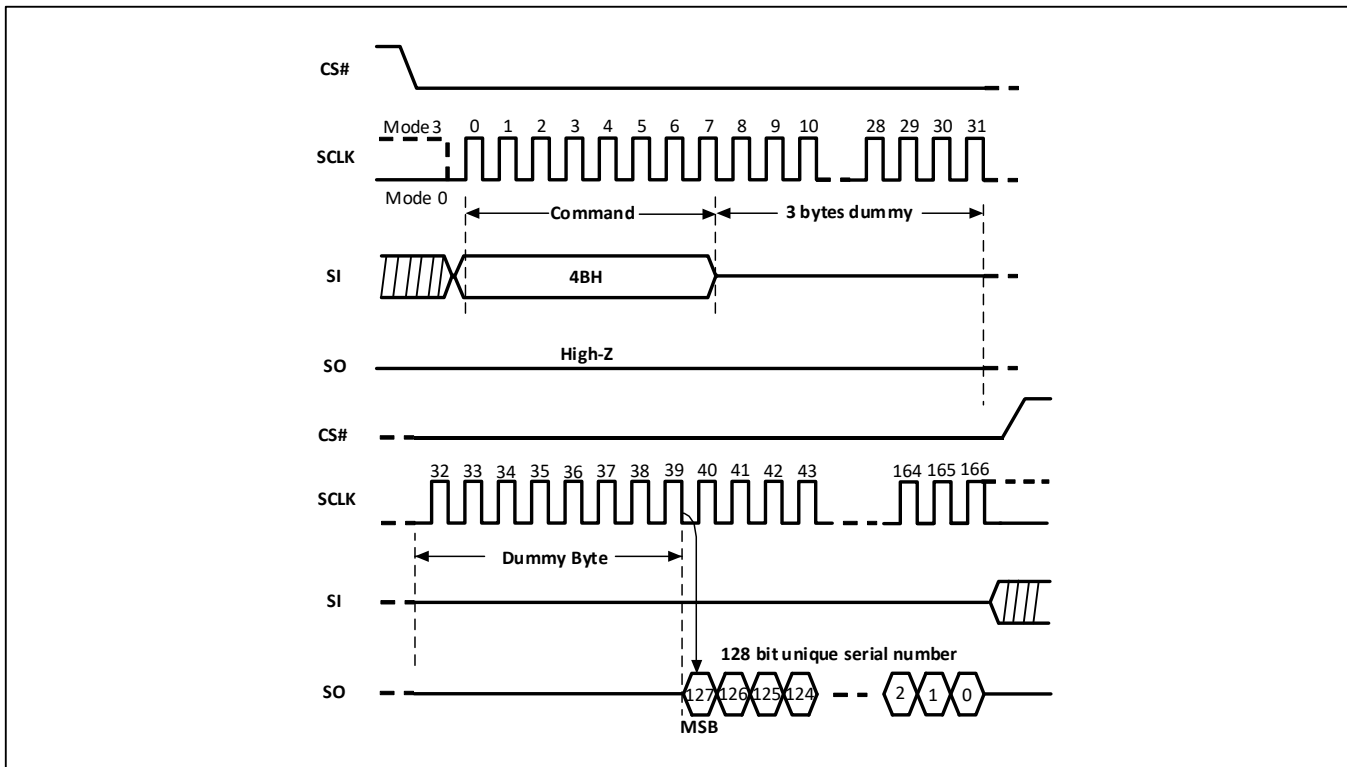 CS#
Mode 3 0 1 2 3 4 5 6 7 8 9 10 28 29 30 31
SCLK
Mode 0
Command 3 bytes dummy
SI 4BH
High-Z
SO
CS#
32 33 34 35 36 37 38 39 40 41 42 43 164 165 166
SCLK
Dummy Byte
SI
128 bit unique serial number
SO 127 126 125 124 2 1 0
MSB